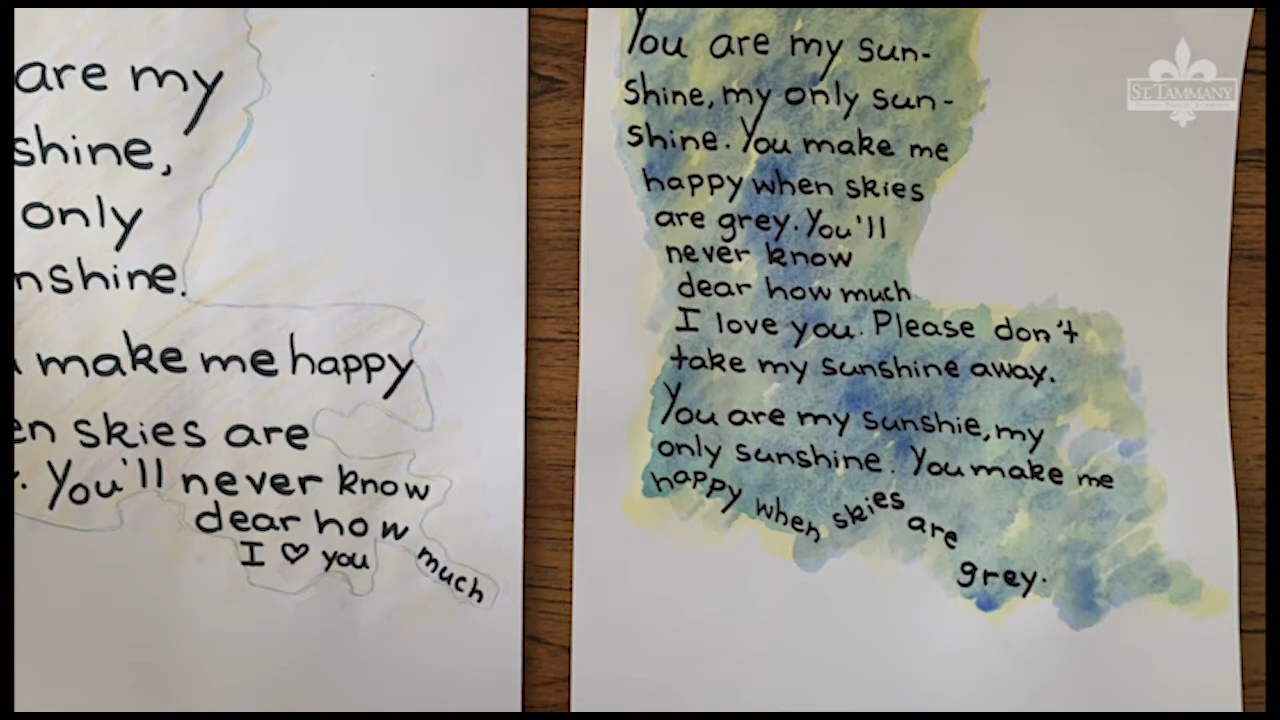 are my
shine,
only
nshine.
make me happy
en skies are
. You'll never know
dear how
I ♡ you
much
You are my sun-
shine, my only sun-
shine. You make me
happy when skies
are grey. You'll
never know
dear how much
I love you. Please don't
take my sunshine away.
You are my sunshie, my
only sunshine. You make me
happy when skies are
grey.
ST. TAMMANY